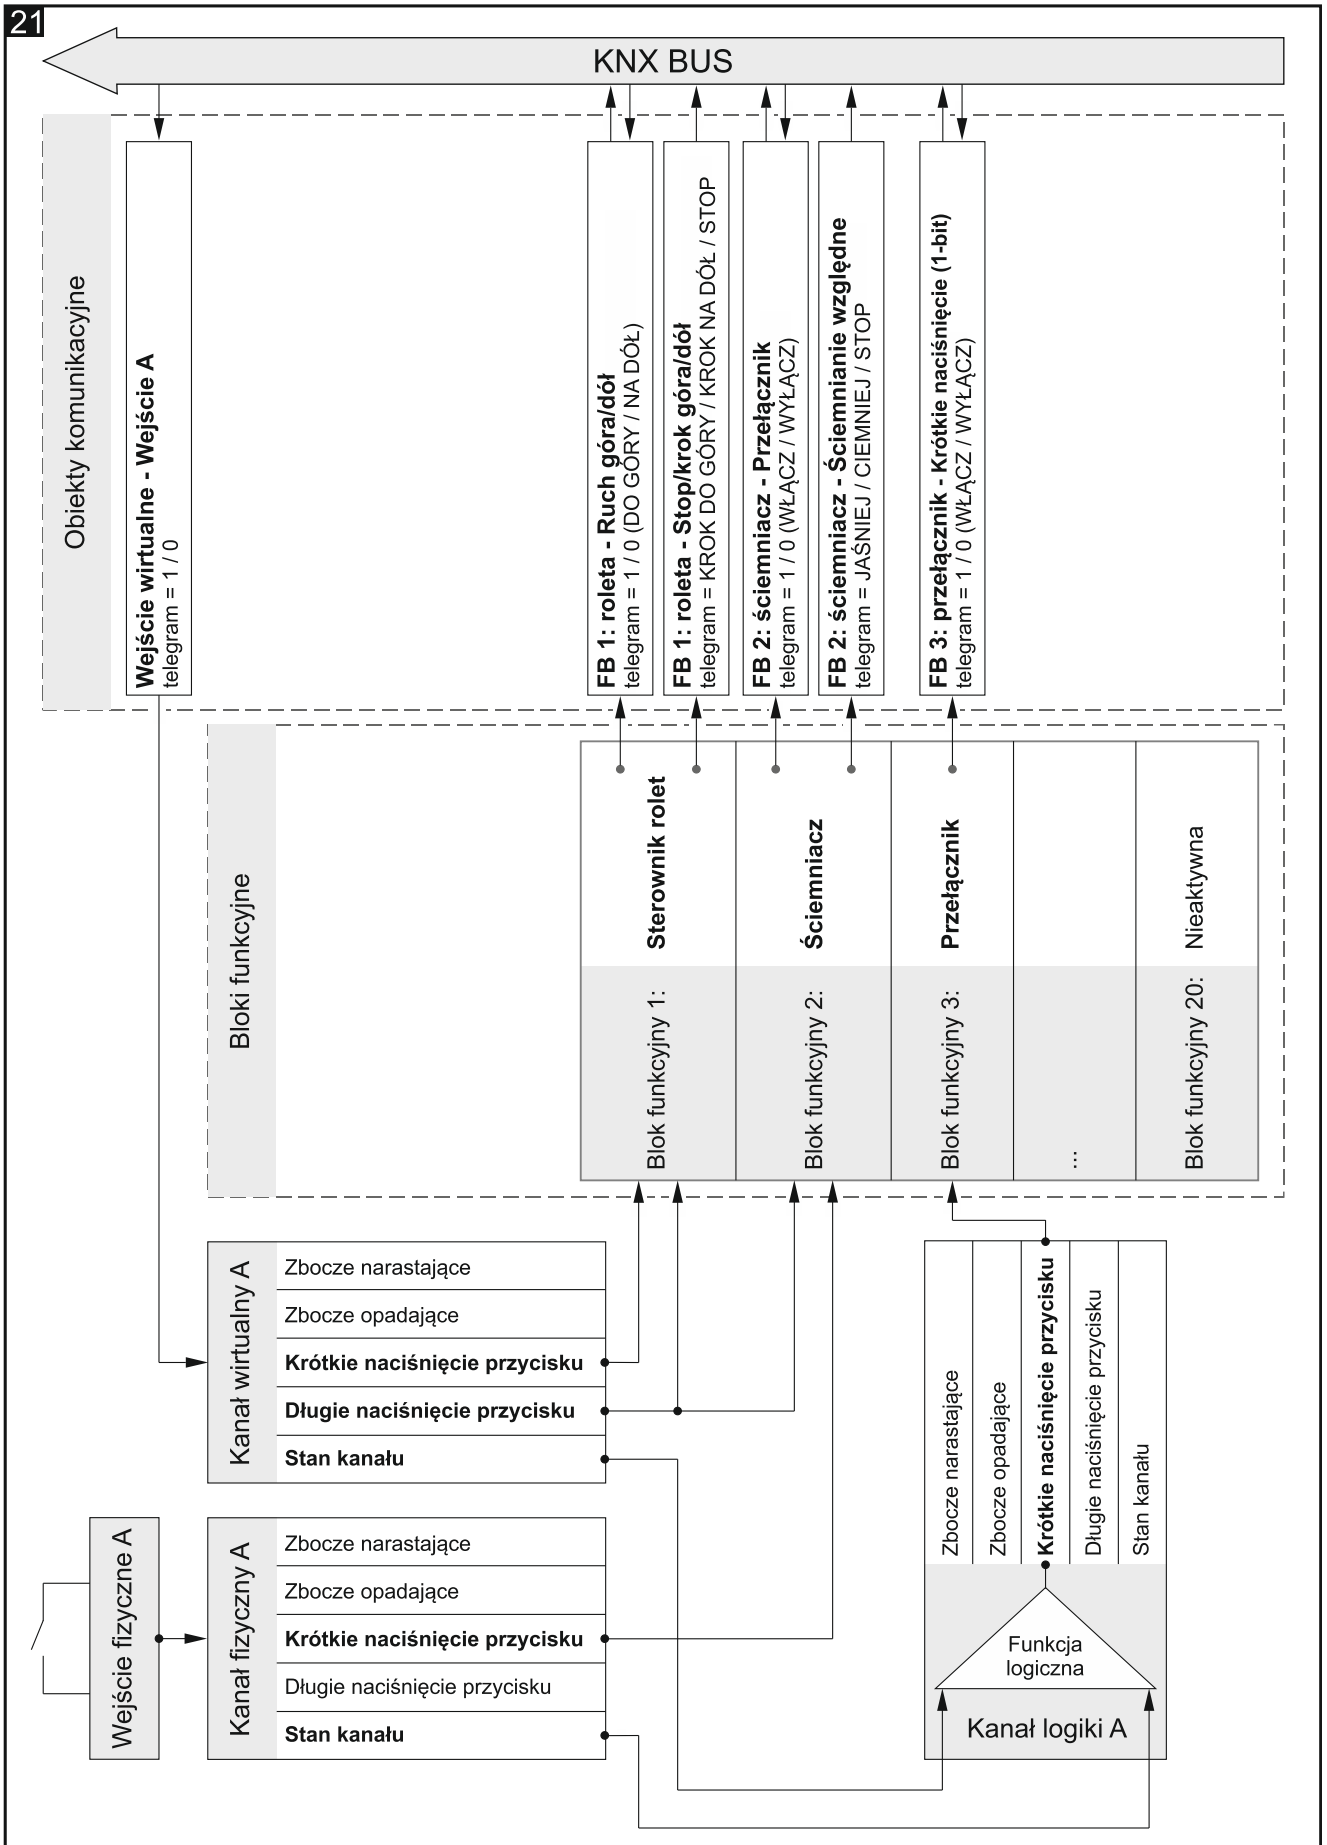 21
KNX BUS
Obiekty komunikacyjne
Wejście wirtualne - Wejście A
telegram = 1 / 0
FB 1: roleta - Ruch góra/dół
telegram = 1 / 0 (DO GÓRY / NA DÓŁ)
FB 1: roleta - Stop/krok góra/dół
telegram = KROK DO GÓRY / KROK NA DÓŁ / STOP
FB 2: ściemniacz - Przełącznik
telegram = 1 / 0 (WŁĄCZ / WYŁĄCZ)
FB 2: ściemniacz - Ściemnianie względne
telegram = JAŚNIEJ / CIEMNIEJ / STOP
FB 3: przełącznik - Krótkie naciśnięcie (1-bit)
telegram = 1 / 0 (WŁĄCZ / WYŁĄCZ)
Bloki funkcyjne
Blok funkcyjny 1: Sterownik rolet
Blok funkcyjny 2: Ściemniacz
Blok funkcyjny 3: Przełącznik
...
Blok funkcyjny 20: Nieaktywna
Kanał wirtualny A
Zbocze narastające
Zbocze opadające
Krótkie naciśnięcie przycisku
Długie naciśnięcie przycisku
Stan kanału
Wejście fizyczne A
Kanał fizyczny A
Zbocze narastające
Zbocze opadające
Krótkie naciśnięcie przycisku
Długie naciśnięcie przycisku
Stan kanału
Zbocze narastające
Zbocze opadające
Krótkie naciśnięcie przycisku
Długie naciśnięcie przycisku
Stan kanału
Funkcja
logiczna
Kanał logiki A